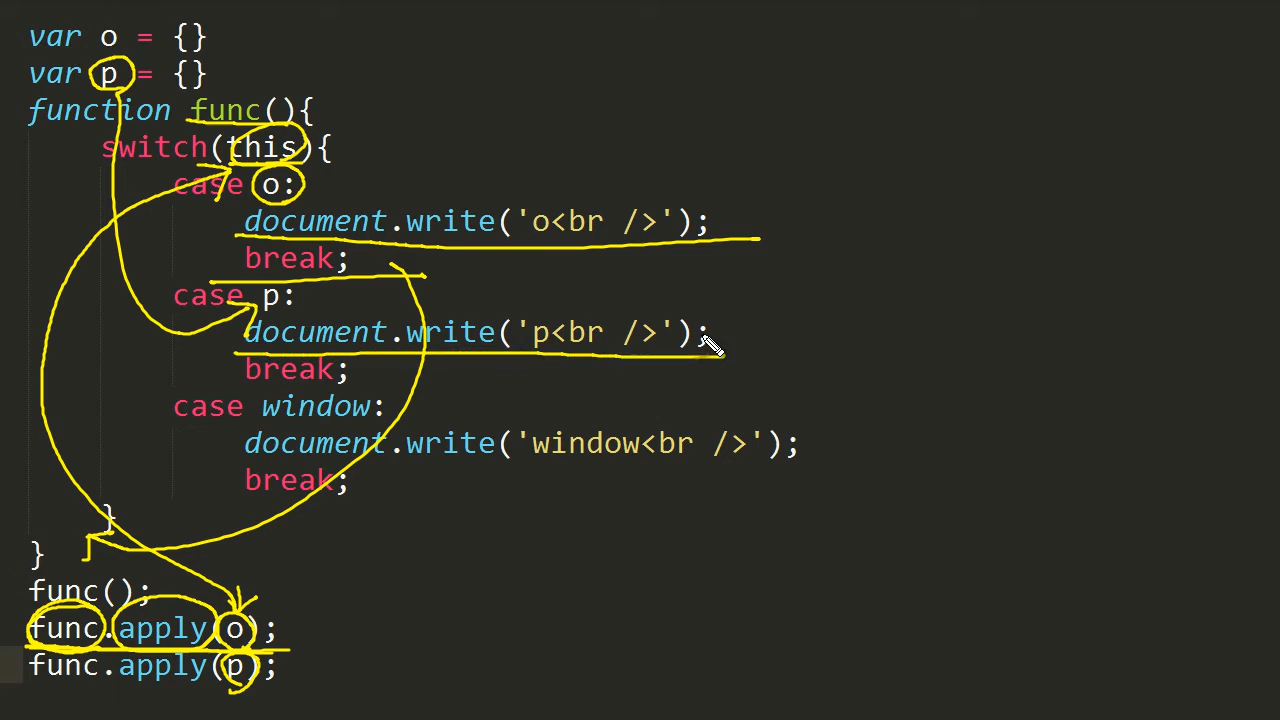 var o = {}
var p = {}
function func(){
    switch(this){
        case o:
            document.write('o<br />');
            break;
        case p:
            document.write('p<br />');
            break;
        case window:
            document.write('window<br />');
            break;
    }
}
func();
func.apply(o);
func.apply(p);